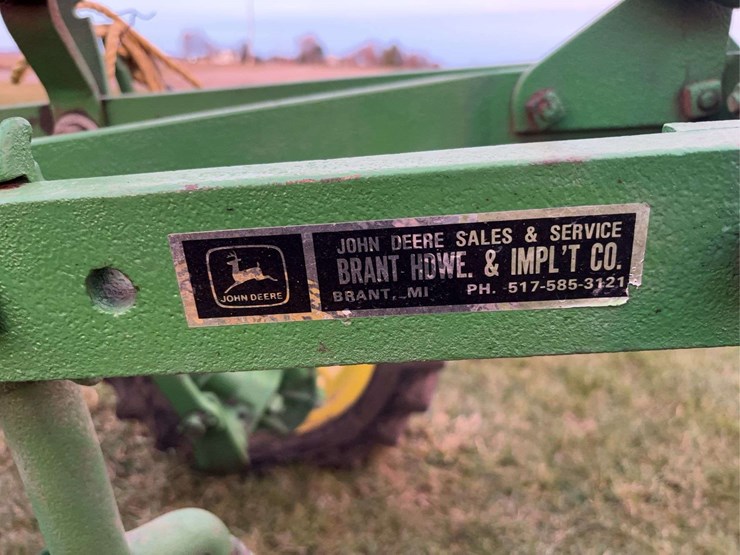 JOHN DEERE
JOHN DEERE SALES & SERVICE
BRANT HDWE. & IMPL'T CO.
BRANT, MI PH. 517-585-3121